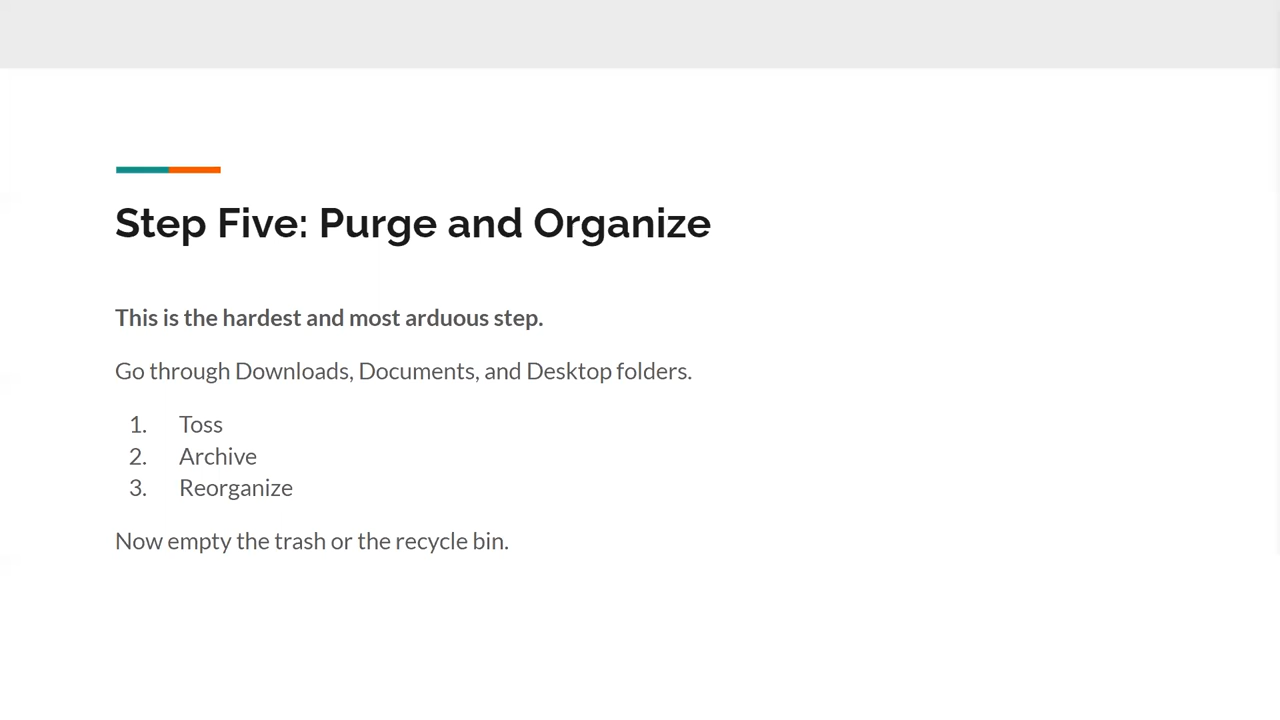 Step Five: Purge and Organize
This is the hardest and most arduous step.
Go through Downloads, Documents, and Desktop folders.
1. Toss
2. Archive
3. Reorganize
Now empty the trash or the recycle bin.